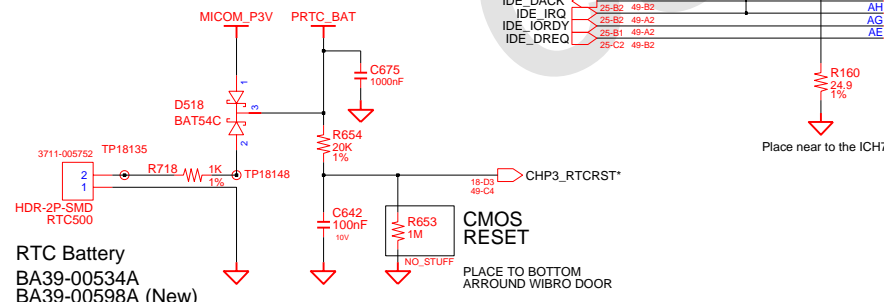 MICOM_P3V
PRTC_BAT
IDE_DACK
IDE_IRQ
IDE_IORDY
IDE_DREQ
25-B2 49-B2
25-B2 49-A2
25-B1 49-A2
25-C2 49-B2
AH
AG
AE
1
C675
1000nF
D518
BAT54C
3
2
R160
24.9
1%
R654
20K
1%
Place near to the ICH7
3711-005752
TP18135
R718
1K
1%
TP18148
2
1
HDR-2P-SMD
RTC500
18-D3
49-C4
CHP3_RTCRST*
C642
100nF
10V
R653
1M
NO_STUFF
CMOS
RESET
PLACE TO BOTTOM
ARROUND WIBRO DOOR
RTC Battery
BA39-00534A
BA39-00598A (New)